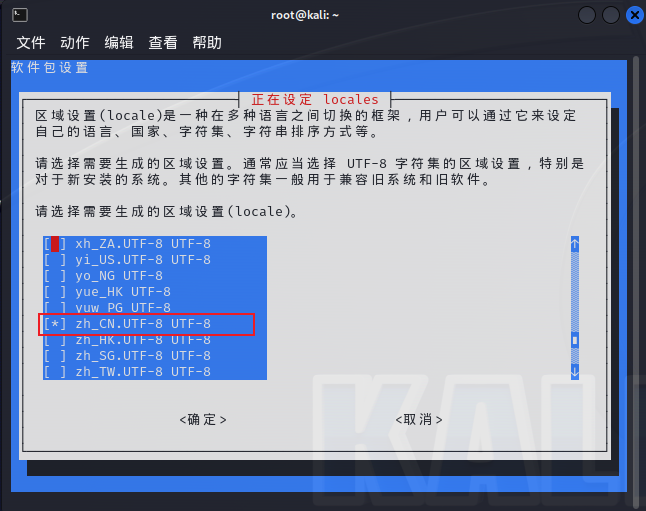 root@kali: ~
文件 动作 编辑 查看 帮助
软件包设置
正在设定 locales
区域设置(locale)是一种在多种语言之间切换的框架，用户可以通过它来设定
自己的语言、国家、字符集、字符串排序方式等。
请选择需要生成的区域设置。通常应当选择 UTF-8 字符集的区域设置，特别是
对于新安装的系统。其他的字符集一般用于兼容旧系统和旧软件。
请选择需要生成的区域设置(locale)。
[ ] xh_ZA.UTF-8 UTF-8
[ ] yi_US.UTF-8 UTF-8
[ ] yo_NG UTF-8
[ ] yue_HK UTF-8
[ ] yuw_PG UTF-8
[*] zh_CN.UTF-8 UTF-8
[ ] zh_HK.UTF-8 UTF-8
[ ] zh_SG.UTF-8 UTF-8
[ ] zh_TW.UTF-8 UTF-8
<确定> <取消>
KALI